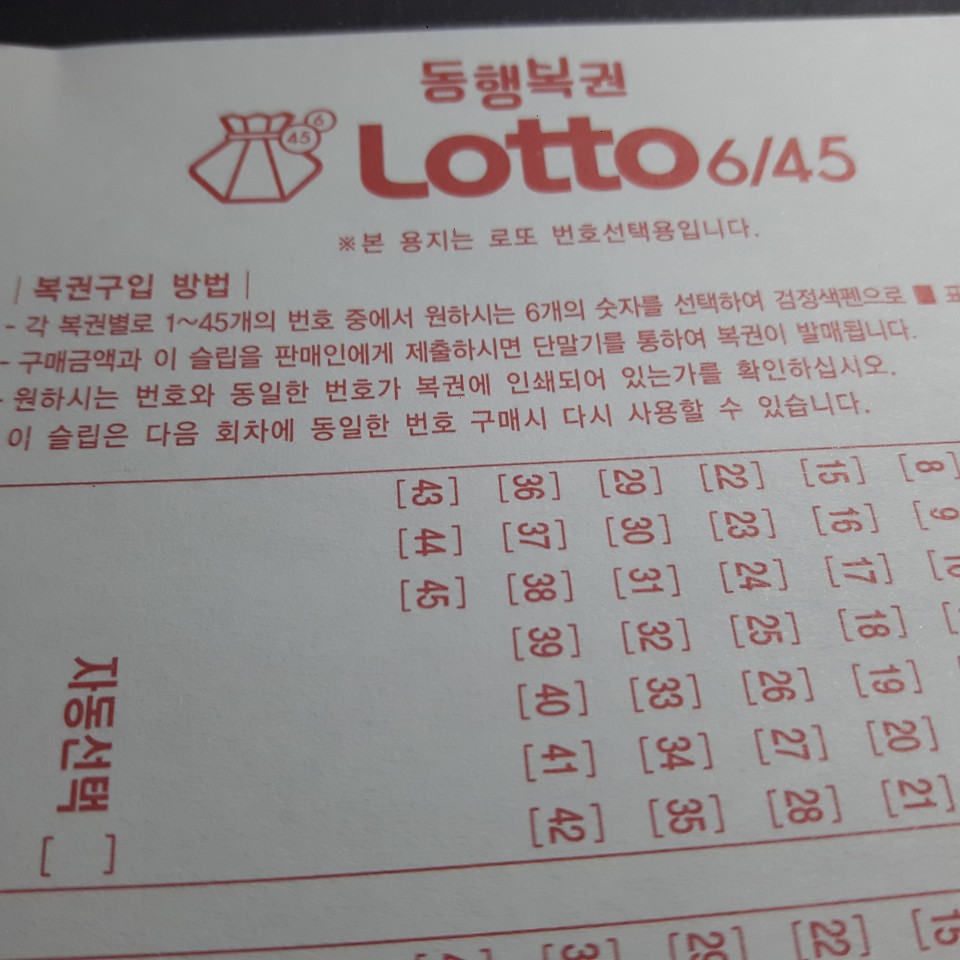 동행복권
6
45
Lotto 6/45
※본 용지는 로또 번호선택용입니다.
| 복권구입 방법 |
- 각 복권별로 1~45개의 번호 중에서 원하시는 6개의 숫자를 선택하여 검정색펜으로 ■ 표
- 구매금액과 이 슬립을 판매인에게 제출하시면 단말기를 통하여 복권이 발매됩니다.
- 원하시는 번호와 동일한 번호가 복권에 인쇄되어 있는가를 확인하십시오.
이 슬립은 다음 회차에 동일한 번호 구매시 다시 사용할 수 있습니다.
[43] [36] [29] [22] [15] [8]
[44] [37] [30] [23] [16] [9
[45] [38] [31] [24] [17] [
[39] [32] [25] [18] [
[40] [33] [26] [19]
[41] [34] [27] [20]
[42] [35] [28] [21]
자동선택 [ ]
[29] [22] [15